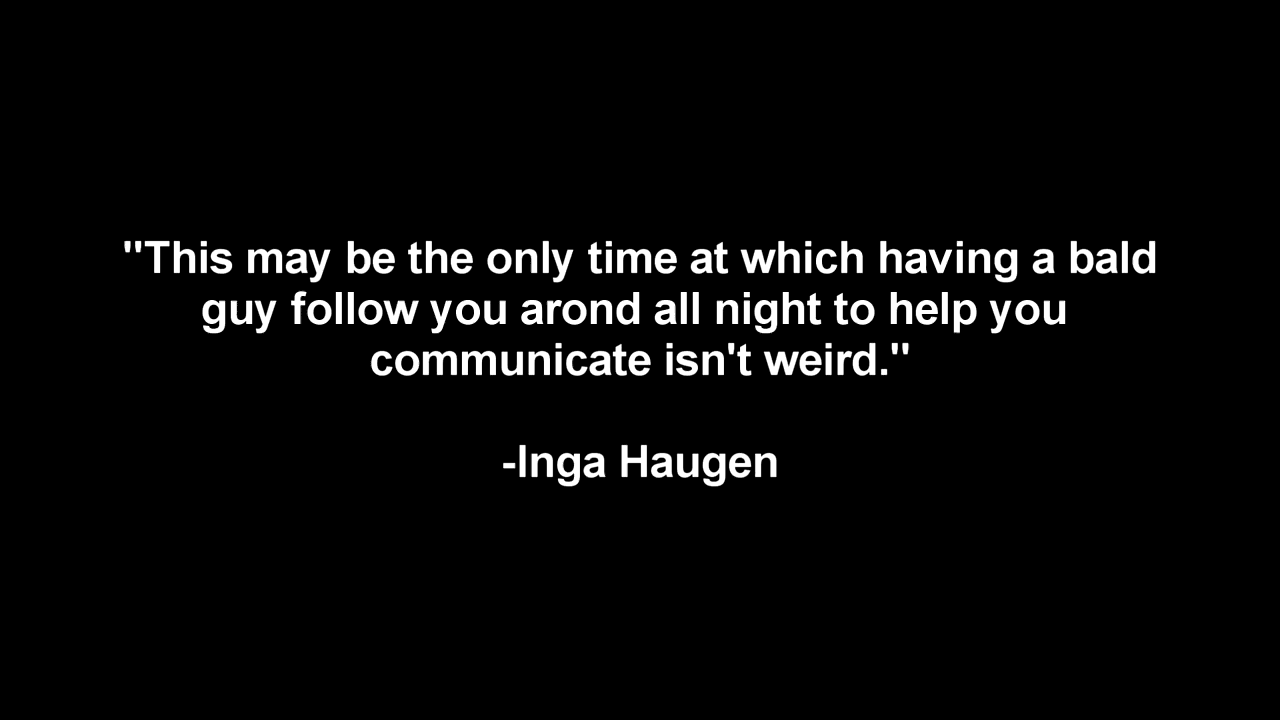 "This may be the only time at which having a bald
guy follow you arond all night to help you
communicate isn't weird."
-Inga Haugen